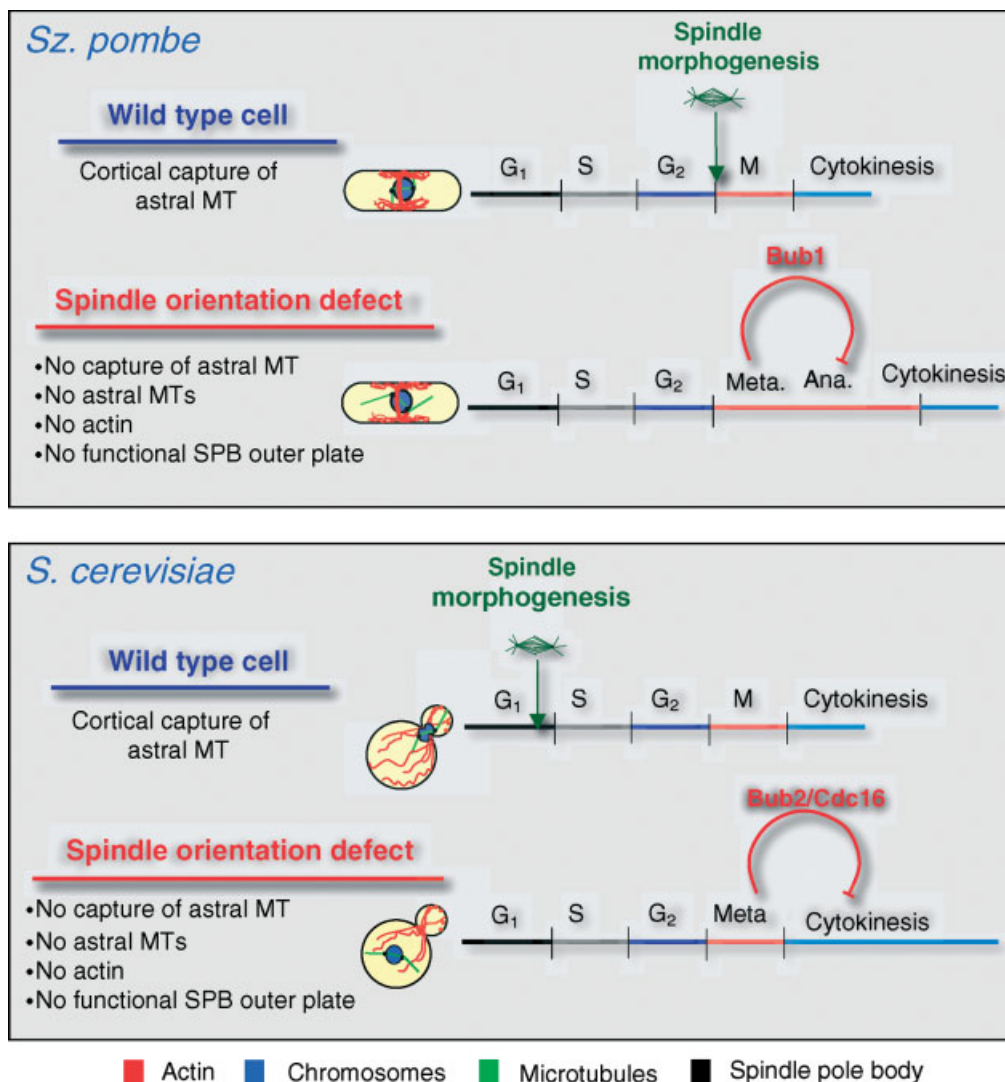 Sz. pombe
Spindle
morphogenesis
Wild type cell
Cortical capture of
astral MT
G1 S G2 M Cytokinesis
Bub1
Spindle orientation defect
•No capture of astral MT
•No astral MTs
•No actin
•No functional SPB outer plate
G1 S G2 Meta. Ana. Cytokinesis
S. cerevisiae
Spindle
morphogenesis
Wild type cell
Cortical capture of
astral MT
G1 S G2 M Cytokinesis
Bub2/Cdc16
Spindle orientation defect
•No capture of astral MT
•No astral MTs
•No actin
•No functional SPB outer plate
G1 S G2 Meta Cytokinesis
Actin Chromosomes Microtubules Spindle pole body